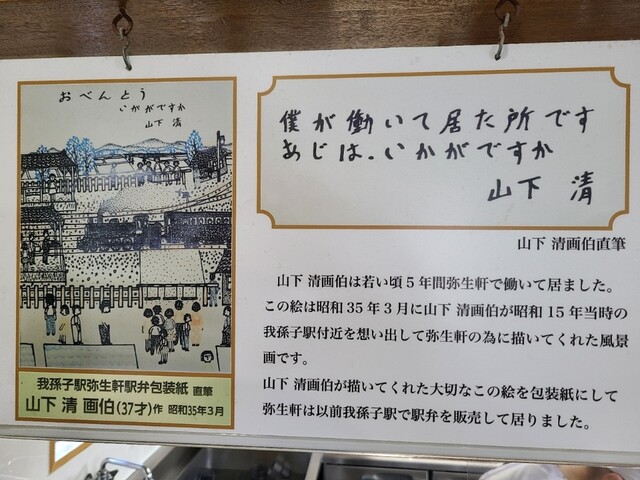 おべんとう
いかがですか
山下 清
我孫子駅弥生軒駅弁包装紙 直筆
山下 清 画伯(37才)作 昭和35年3月
僕が働いて居た所です
あじは、いかがですか
山下 清
山下 清画伯直筆
山下 清画伯は若い頃5年間弥生軒で働いて居ました。
この絵は昭和35年3月に山下 清画伯が昭和15年当時の
我孫子駅付近を想い出して弥生軒の為に描いてくれた風景
画です。
山下 清画伯が描いてくれた大切なこの絵を包装紙にして
弥生軒は以前我孫子駅で駅弁を販売して居りました。